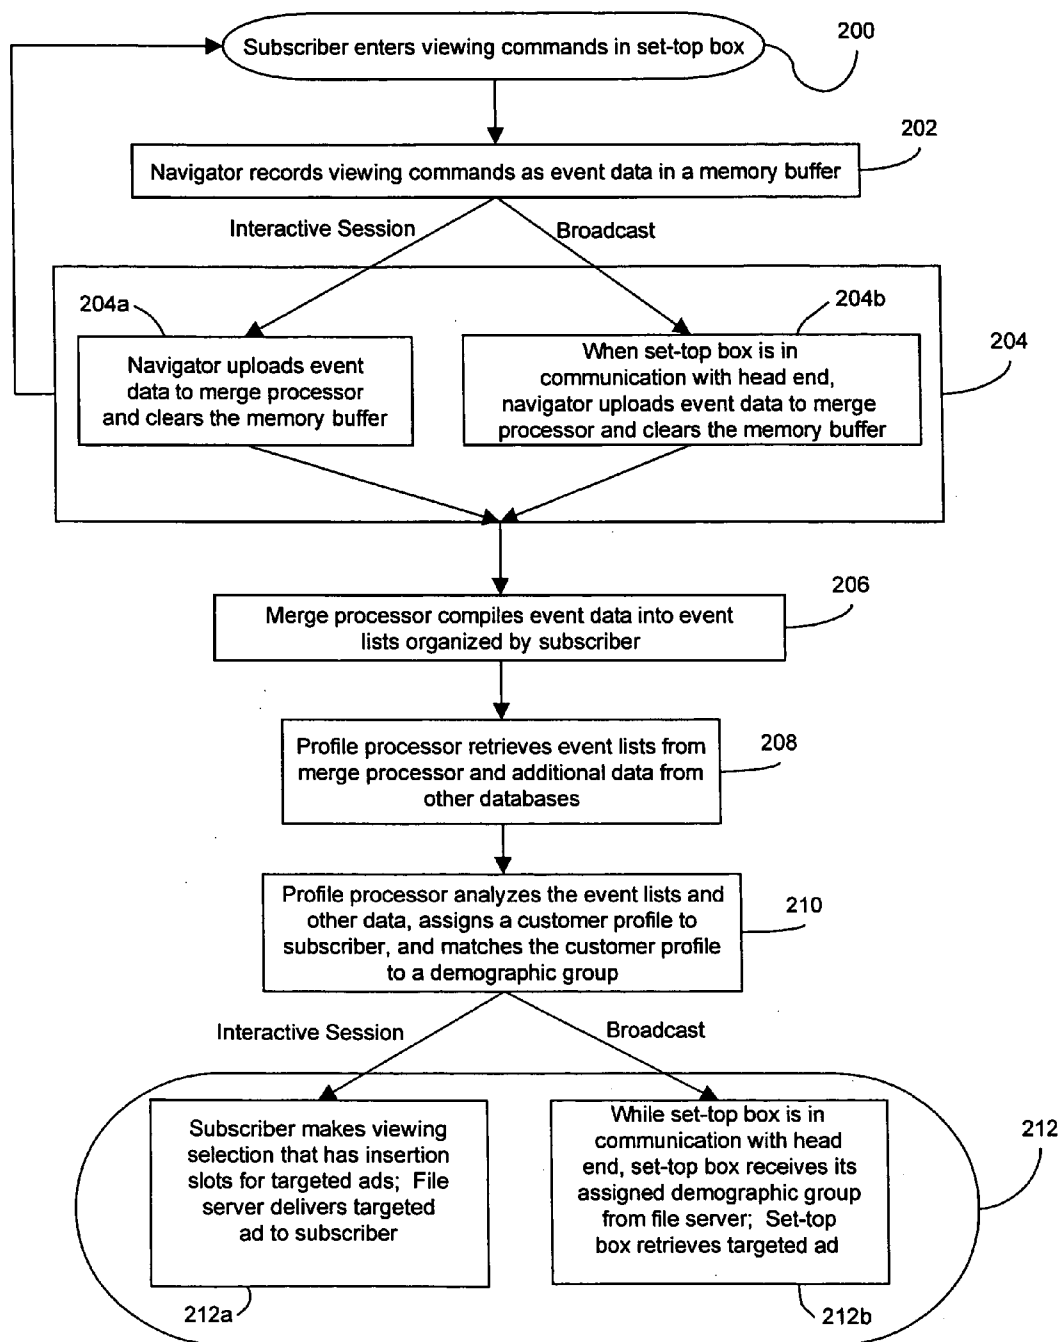 Subscriber enters viewing commands in set-top box
200
202
Navigator records viewing commands as event data in a memory buffer
Interactive Session
Broadcast
204a
204b
204
Navigator uploads event
data to merge processor
and clears the memory buffer
When set-top box is in
communication with head end,
navigator uploads event data to merge
processor and clears the memory buffer
206
Merge processor compiles event data into event
lists organized by subscriber
208
Profile processor retrieves event lists from
merge processor and additional data from
other databases
210
Profile processor analyzes the event lists and
other data, assigns a customer profile to
subscriber, and matches the customer profile
to a demographic group
Interactive Session
Broadcast
212
Subscriber makes viewing
selection that has insertion
slots for targeted ads; File
server delivers targeted
ad to subscriber
While set-top box is in
communication with head
end, set-top box receives its
assigned demographic group
from file server; Set-top
box retrieves targeted ad
212a
212b